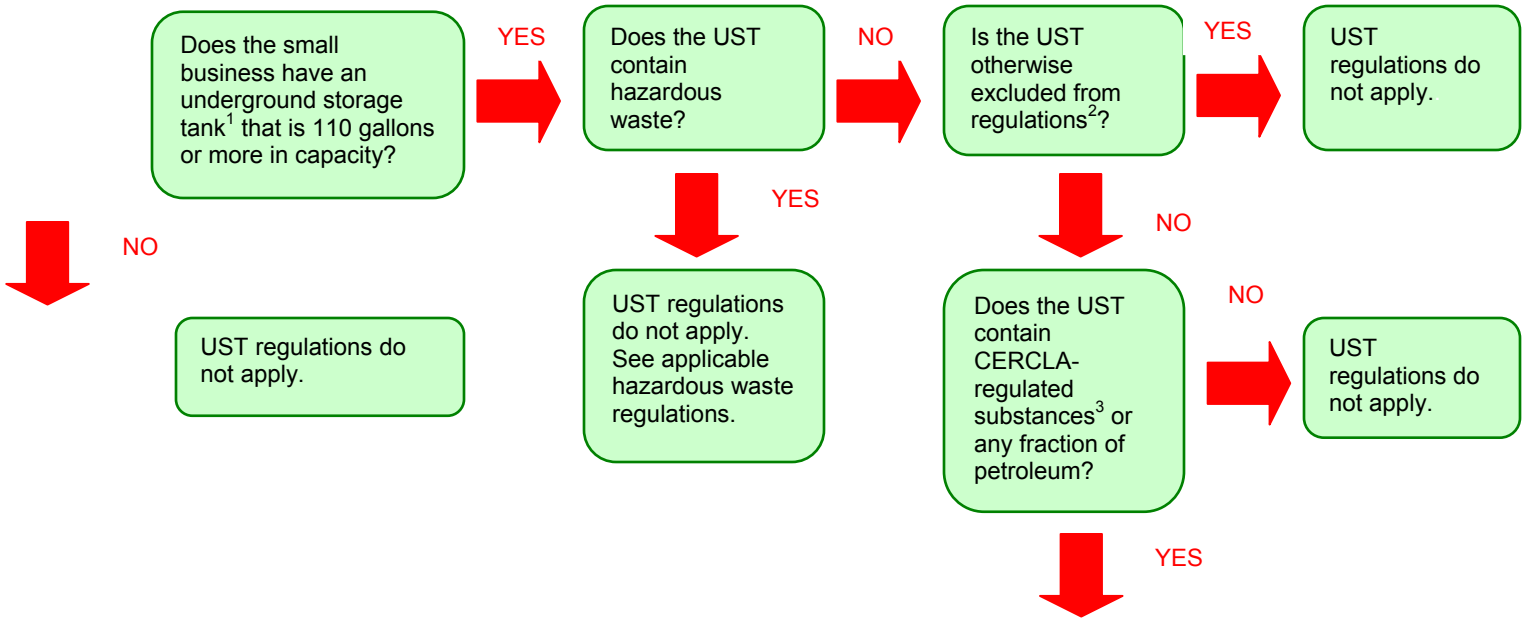 Does the small
business have an
underground storage
tank¹ that is 110 gallons
or more in capacity?
YES
Does the UST
contain
hazardous
waste?
NO
Is the UST
otherwise
excluded from
regulations²?
YES
UST
regulations do
not apply.
NO
YES
NO
UST regulations do
not apply.
UST regulations
do not apply.
See applicable
hazardous waste
regulations.
Does the UST
contain
CERCLA-
regulated
substances³ or
any fraction of
petroleum?
NO
UST
regulations do
not apply.
YES